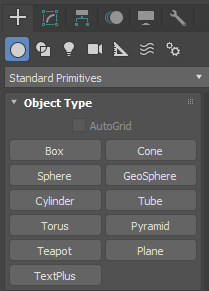 Standard Primitives
Object Type
AutoGrid
Box Cone
Sphere GeoSphere
Cylinder Tube
Torus Pyramid
Teapot Plane
TextPlus